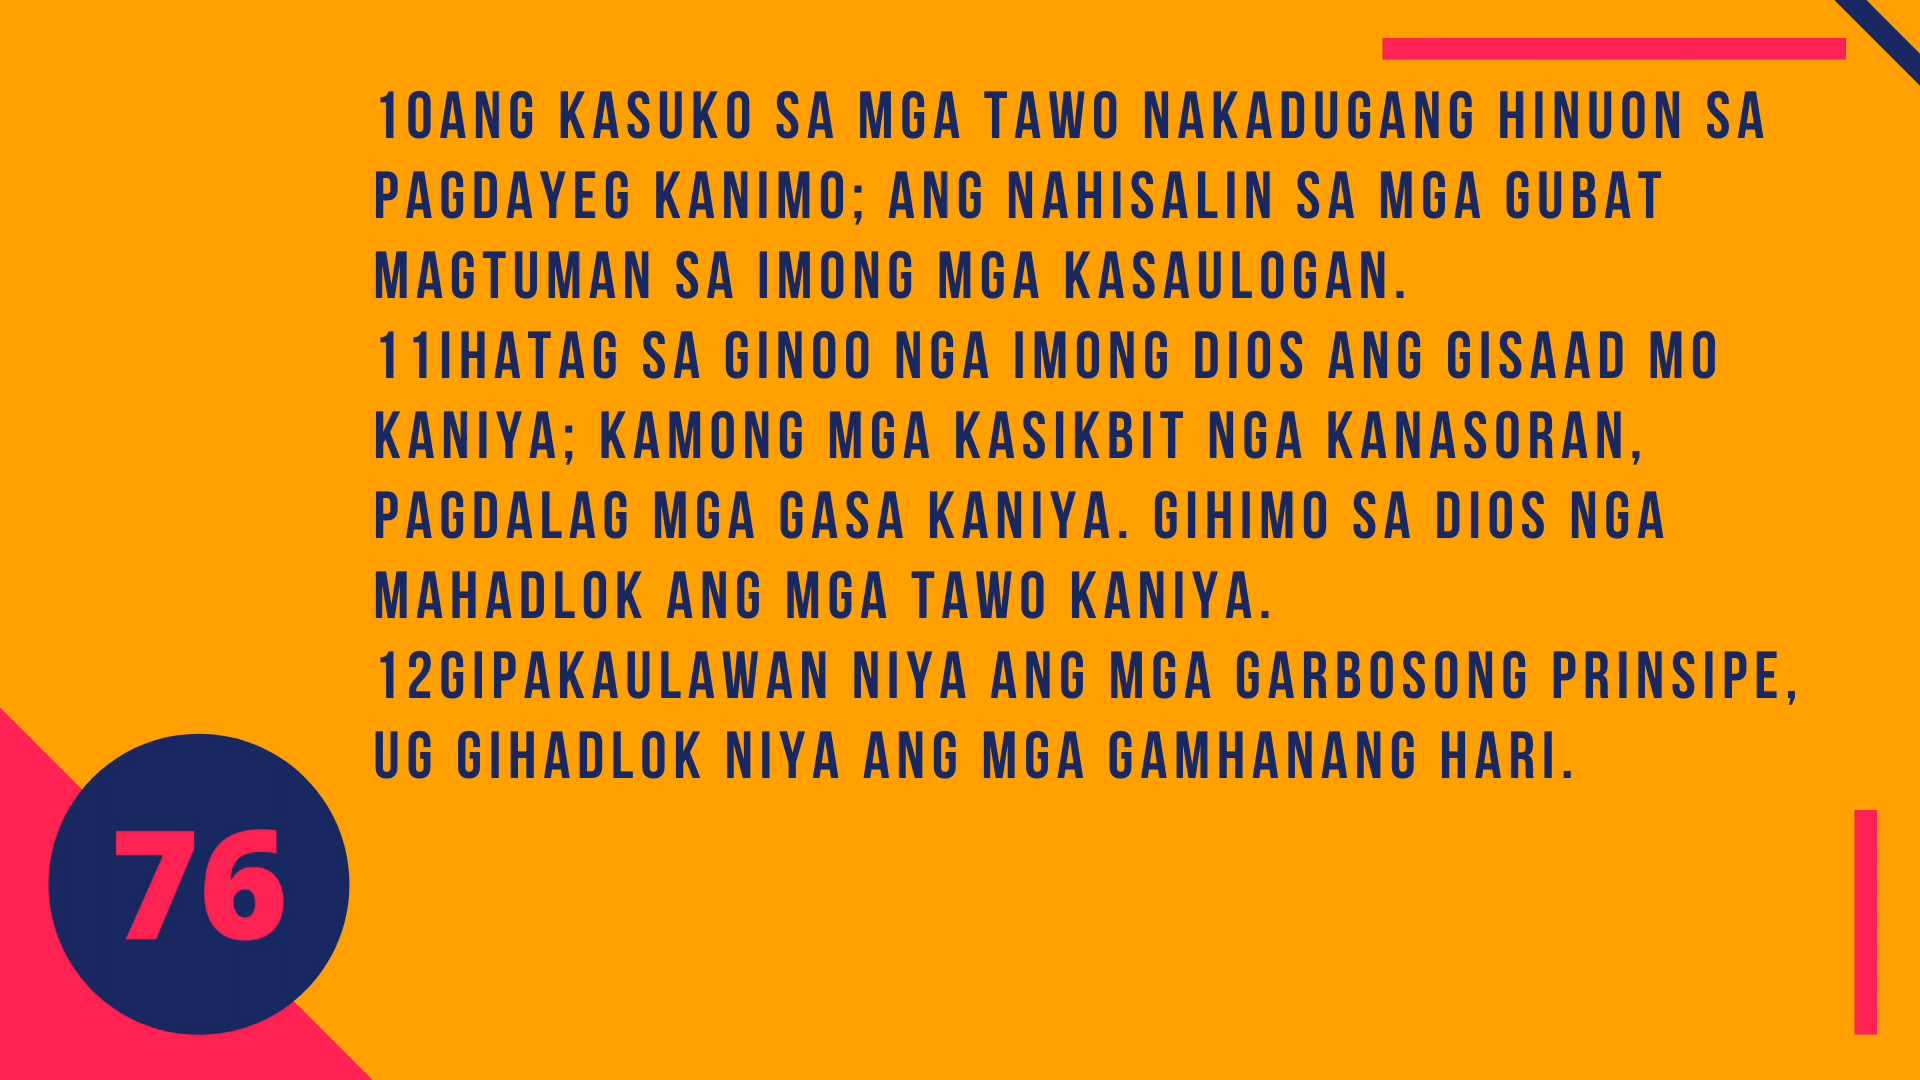 10ANG KASUKO SA MGA TAWO NAKADUGANG HINUON SA
PAGDAYEG KANIMO; ANG NAHISALIN SA MGA GUBAT
MAGTUMAN SA IMONG MGA KASAULOGAN.
11IHATAG SA GINOO NGA IMONG DIOS ANG GISAAD MO
KANIYA; KAMONG MGA KASIKBIT NGA KANASORAN,
PAGDALAG MGA GASA KANIYA. GIHIMO SA DIOS NGA
MAHADLOK ANG MGA TAWO KANIYA.
12GIPAKAULAWAN NIYA ANG MGA GARBOSONG PRINSIPE,
UG GIHADLOK NIYA ANG MGA GAMHANANG HARI.
76